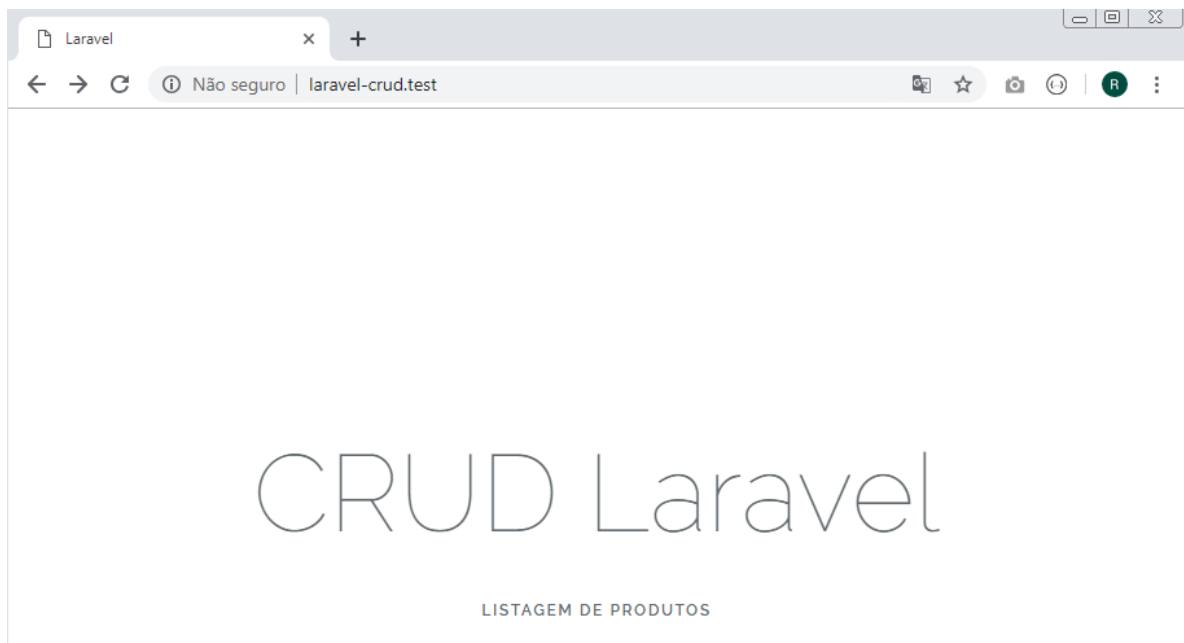 Laravel
Não seguro | laravel-crud.test
R
CRUD Laravel
LISTAGEM DE PRODUTOS